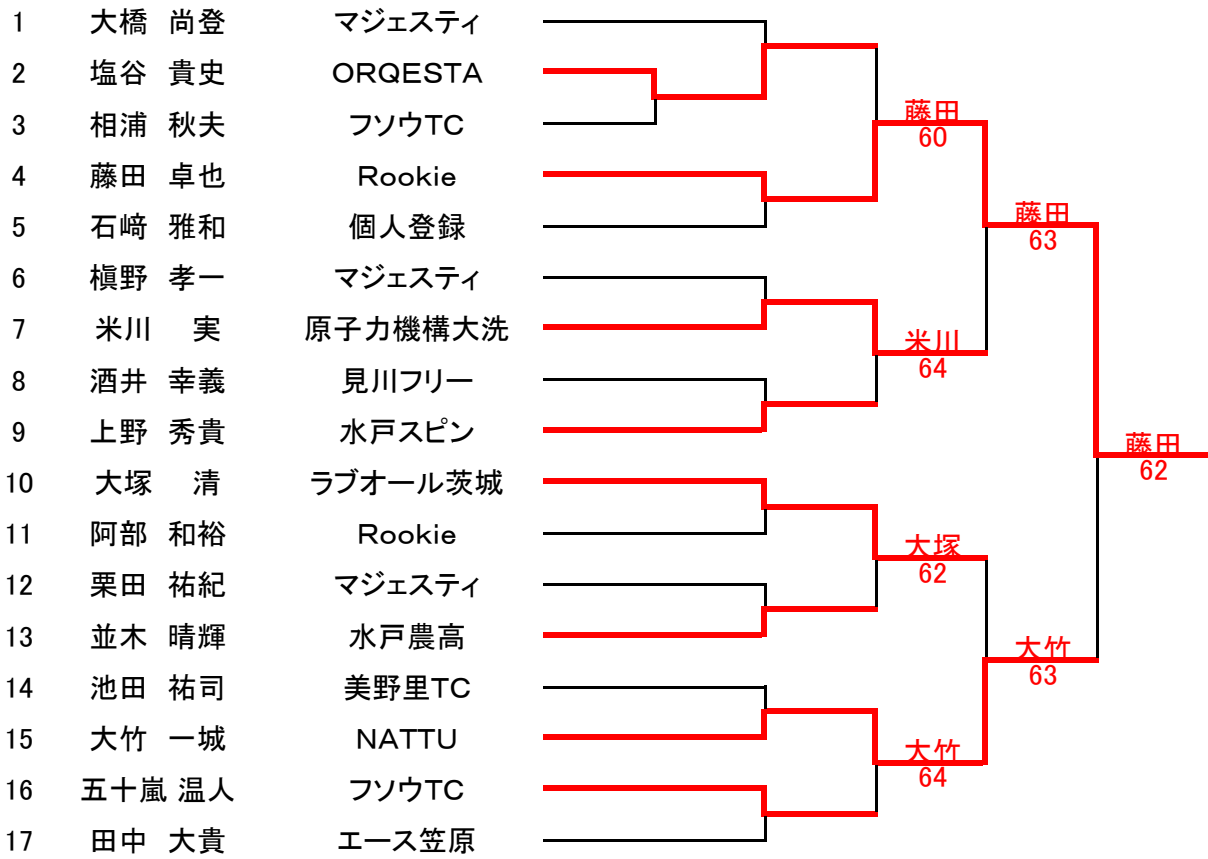 1 大橋 尚登 マジェスティ
2 塩谷 貴史 ORQESTA
3 相浦 秋夫 フソウTC
藤田
60
4 藤田 卓也 Rookie
5 石﨑 雅和 個人登録
藤田
63
6 槇野 孝一 マジェスティ
7 米川 実 原子力機構大洗
米川
64
8 酒井 幸義 見川フリー
9 上野 秀貴 水戸スピン
藤田
62
10 大塚 清 ラブオール茨城
11 阿部 和裕 Rookie
大塚
62
12 栗田 祐紀 マジェスティ
13 並木 晴輝 水戸農高
大竹
63
14 池田 祐司 美野里TC
15 大竹 一城 NATTU
大竹
64
16 五十嵐 温人 フソウTC
17 田中 大貴 エース笠原